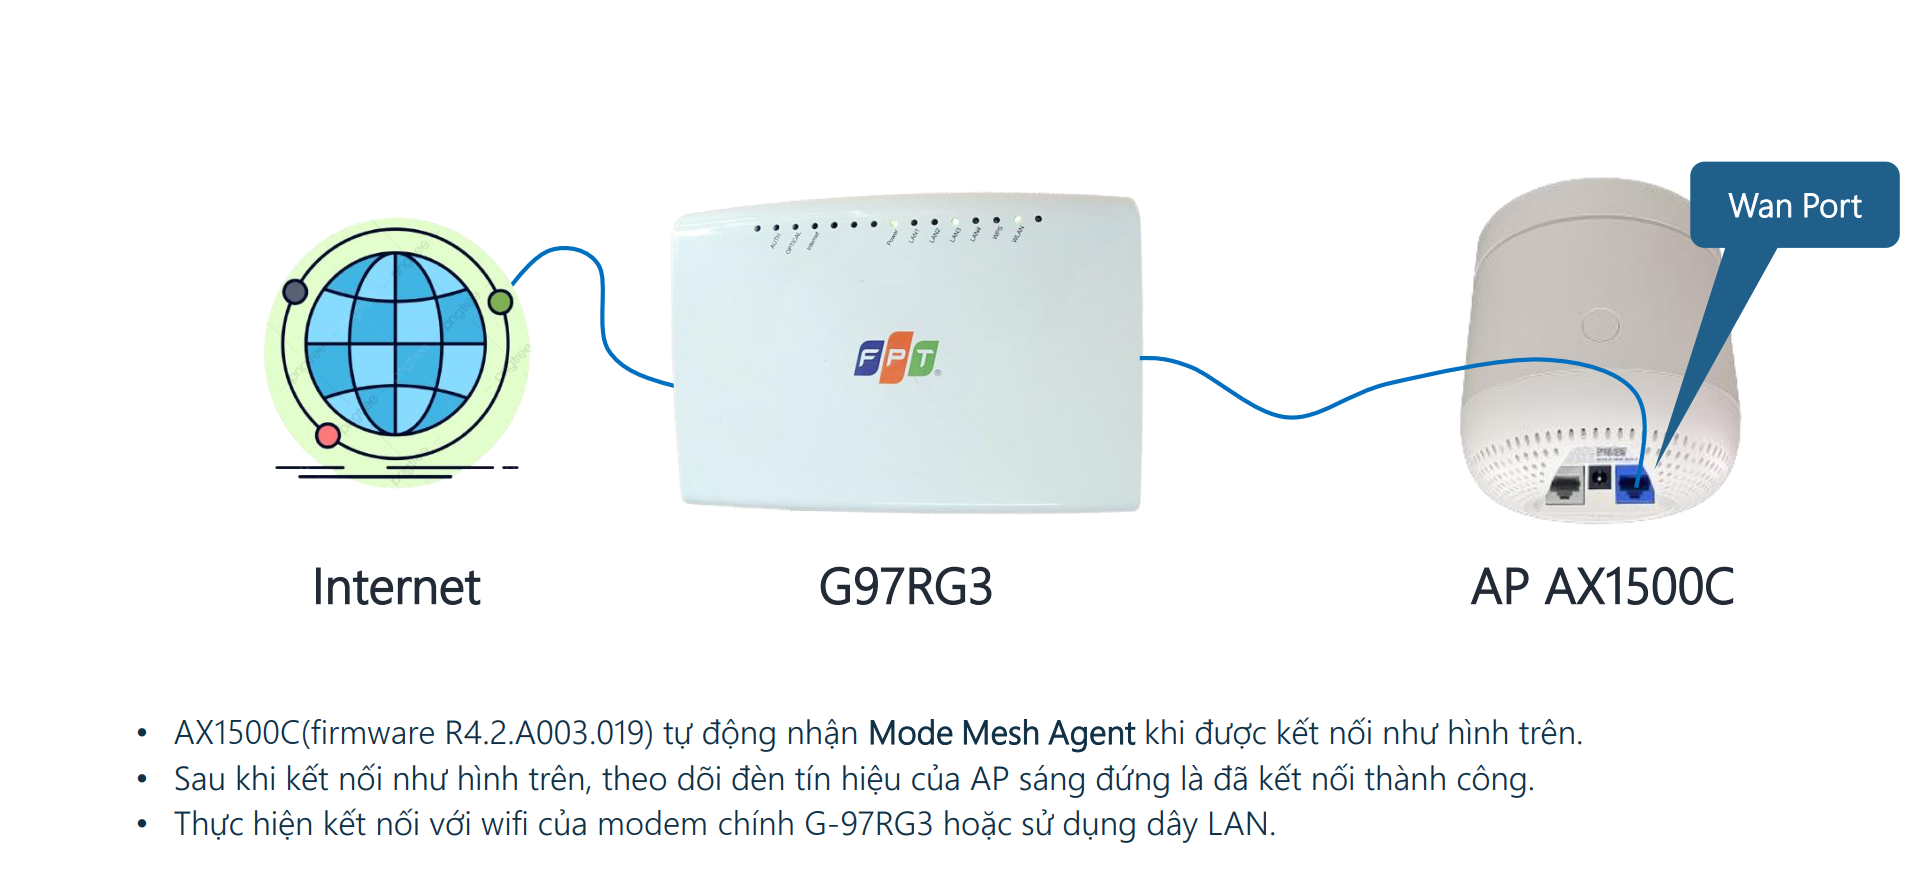 Wan Port
AUTH
OPTICAL
Internet
Power
LAN1
LAN2
LAN3
LAN4
WPS
WLAN
FPT®
pngtree
Internet
G97RG3
AP AX1500C
• AX1500C(firmware R4.2.A003.019) tự động nhận Mode Mesh Agent khi được kết nối như hình trên.
• Sau khi kết nối như hình trên, theo dõi đèn tín hiệu của AP sáng đứng là đã kết nối thành công.
• Thực hiện kết nối với wifi của modem chính G-97RG3 hoặc sử dụng dây LAN.